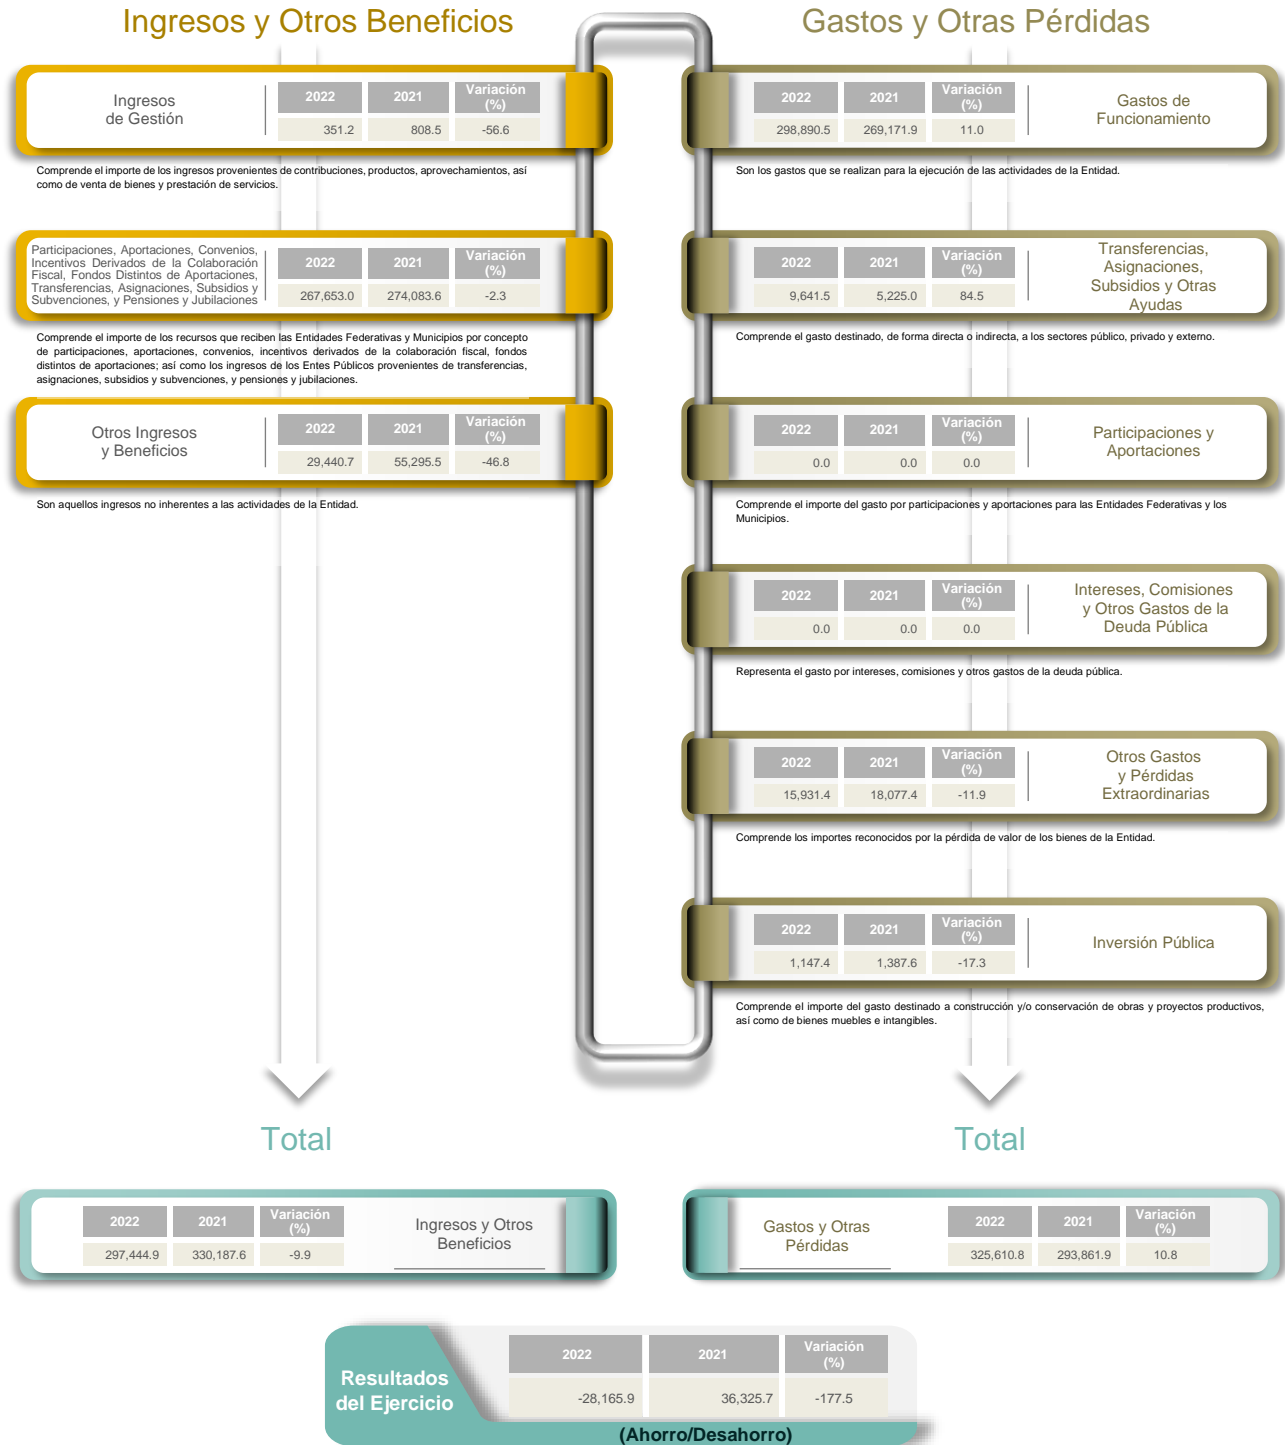 Ingresos y Otros Beneficios
Ingresos
de Gestión
2022 2021 Variación
(%)
351.2 808.5 -56.6
Comprende el importe de los ingresos provenientes de contribuciones, productos, aprovechamientos, así
como de venta de bienes y prestación de servicios.
Participaciones, Aportaciones, Convenios,
Incentivos Derivados de la Colaboración
Fiscal, Fondos Distintos de Aportaciones,
Transferencias, Asignaciones, Subsidios y
Subvenciones, y Pensiones y Jubilaciones
2022 2021 Variación
(%)
267,653.0 274,083.6 -2.3
Comprende el importe de los recursos que reciben las Entidades Federativas y Municipios por concepto
de participaciones, aportaciones, convenios, incentivos derivados de la colaboración fiscal, fondos
distintos de aportaciones; así como los ingresos de los Entes Públicos provenientes de transferencias,
asignaciones, subsidios y subvenciones, y pensiones y jubilaciones.
Otros Ingresos
y Beneficios
2022 2021 Variación
(%)
29,440.7 55,295.5 -46.8
Son aquellos ingresos no inherentes a las actividades de la Entidad.
Gastos y Otras Pérdidas
2022 2021 Variación
(%)
298,890.5 269,171.9 11.0
Gastos de
Funcionamiento
Son los gastos que se realizan para la ejecución de las actividades de la Entidad.
2022 2021 Variación
(%)
9,641.5 5,225.0 84.5
Transferencias,
Asignaciones,
Subsidios y Otras
Ayudas
Comprende el gasto destinado, de forma directa o indirecta, a los sectores público, privado y externo.
2022 2021 Variación
(%)
0.0 0.0 0.0
Participaciones y
Aportaciones
Comprende el importe del gasto por participaciones y aportaciones para las Entidades Federativas y los
Municipios.
2022 2021 Variación
(%)
0.0 0.0 0.0
Intereses, Comisiones
y Otros Gastos de la
Deuda Pública
Representa el gasto por intereses, comisiones y otros gastos de la deuda pública.
2022 2021 Variación
(%)
15,931.4 18,077.4 -11.9
Otros Gastos
y Pérdidas
Extraordinarias
Comprende los importes reconocidos por la pérdida de valor de los bienes de la Entidad.
2022 2021 Variación
(%)
1,147.4 1,387.6 -17.3
Inversión Pública
Comprende el importe del gasto destinado a construcción y/o conservación de obras y proyectos productivos,
así como de bienes muebles e intangibles.
Total
2022 2021 Variación
(%)
297,444.9 330,187.6 -9.9
Ingresos y Otros
Beneficios
Total
Gastos y Otras
Pérdidas
2022 2021 Variación
(%)
325,610.8 293,861.9 10.8
Resultados
del Ejercicio
2022 2021 Variación
(%)
-28,165.9 36,325.7 -177.5
(Ahorro/Desahorro)